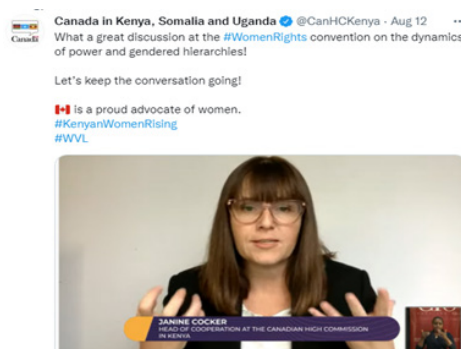 Canada in Kenya, Somalia and Uganda @CanHCKenya · Aug 12
What a great discussion at the #WomenRights convention on the dynamics
of power and gendered hierarchies!
Let's keep the conversation going!
is a proud advocate of women.
#KenyanWomenRising
#WVL
Canada
JANINE COCKER
HEAD OF COOPERATION AT THE CANADIAN HIGH COMMISSION
IN KENYA